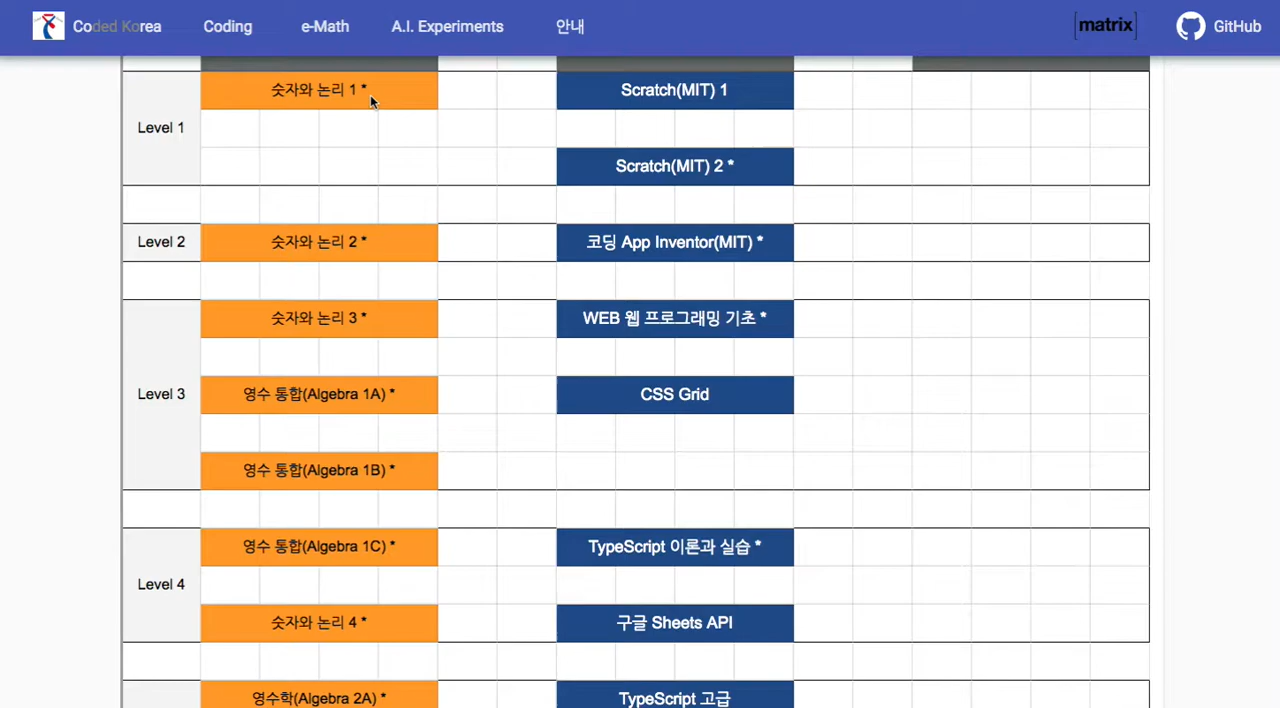 Coded Korea Coding e-Math A.I. Experiments 안내 matrix GitHub
숫자와 논리 1 * Scratch(MIT) 1
Level 1
Scratch(MIT) 2 *
Level 2 숫자와 논리 2 * 코딩 App Inventor(MIT) *
숫자와 논리 3 * WEB 웹 프로그래밍 기초 *
Level 3 영수 통합(Algebra 1A) * CSS Grid
영수 통합(Algebra 1B) *
영수 통합(Algebra 1C) * TypeScript 이론과 실습 *
Level 4
숫자와 논리 4 * 구글 Sheets API
영수학(Algebra 2A) * TypeScript 고급